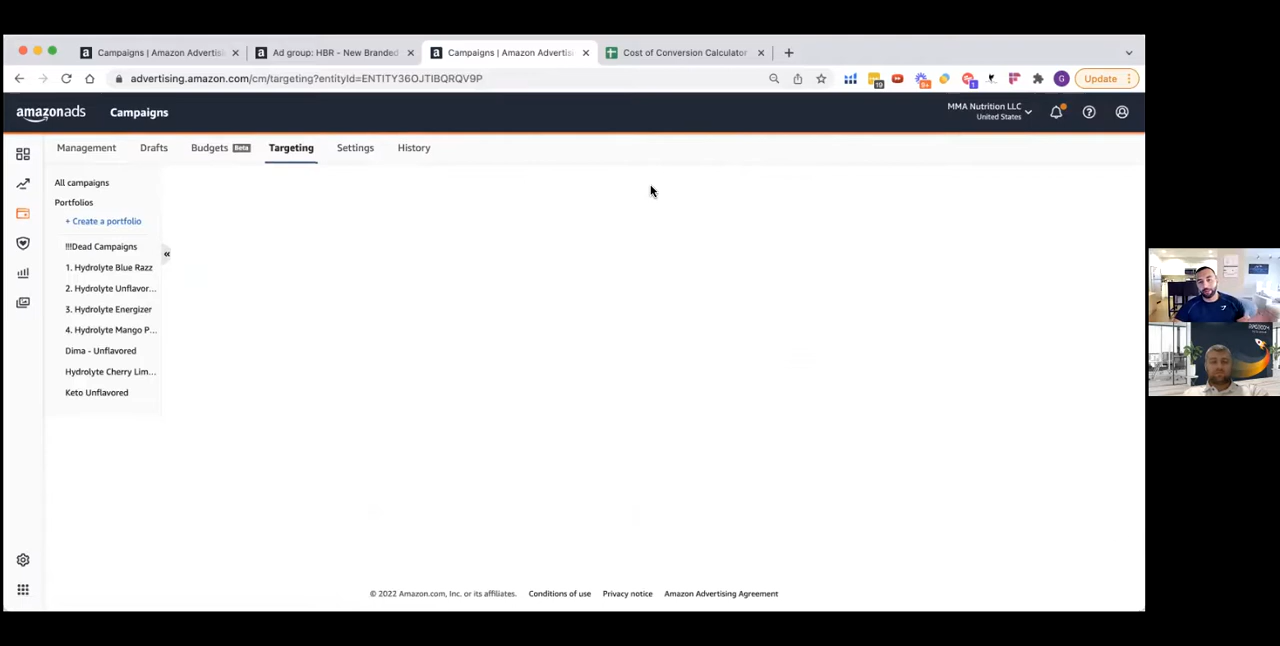 Campaigns | Amazon Advertisi
Ad group: HBR - New Branded
Campaigns | Amazon Advertisi
Cost of Conversion Calculator
advertising.amazon.com/cm/targeting?entityId=ENTITY36OJTIBQRQV9P
19
8+
1
G
Update
amazonads
Campaigns
MMA Nutrition LLC
United States
Management
Drafts
Budgets Beta
Targeting
Settings
History
All campaigns
Portfolios
+ Create a portfolio
!!!Dead Campaigns
1. Hydrolyte Blue Razz
2. Hydrolyte Unflavor...
3. Hydrolyte Energizer
4. Hydrolyte Mango P...
Dima - Unflavored
Hydrolyte Cherry Lim...
Keto Unflavored
© 2022 Amazon.com, Inc. or its affiliates.
Conditions of use
Privacy notice
Amazon Advertising Agreement